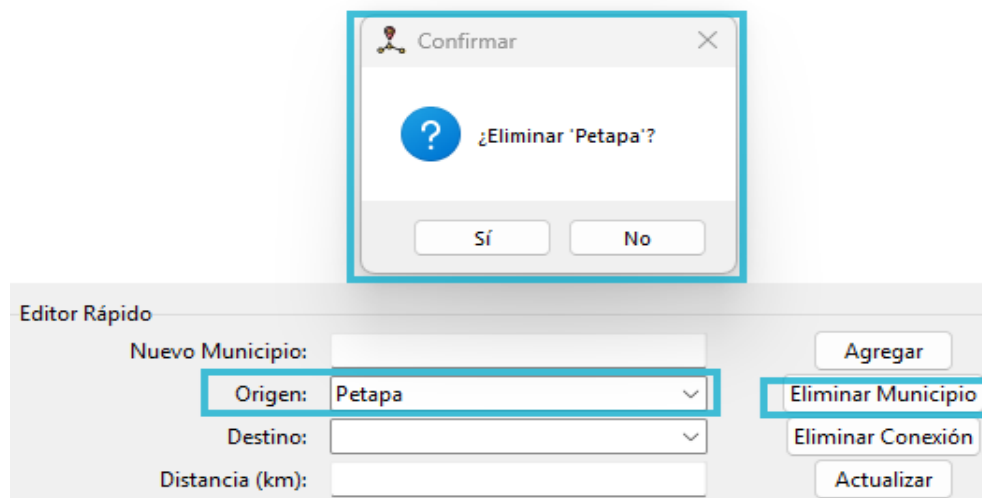 Confirmar
¿Eliminar 'Petapa'?
Sí No
Editor Rápido
Nuevo Municipio: Agregar
Origen: Petapa Eliminar Municipio
Destino: Eliminar Conexión
Distancia (km): Actualizar